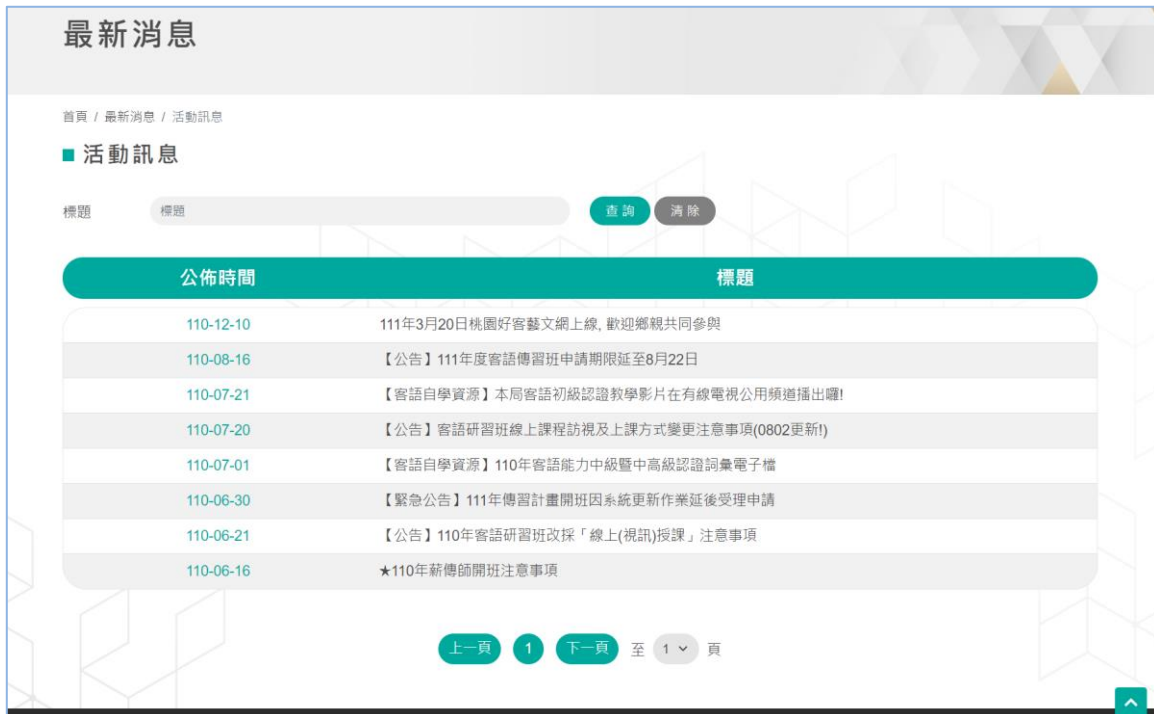 最新消息
首頁 / 最新消息 / 活動訊息
活動訊息
標題 標題 查詢 清除
公佈時間 標題
110-12-10 111年3月20日桃園好客藝文網上線, 歡迎鄉親共同參與
110-08-16 【公告】111年度客語傳習班申請期限延至8月22日
110-07-21 【客語自學資源】本局客語初級認證教學影片在有線電視公用頻道播出囉!
110-07-20 【公告】客語研習班線上課程訪視及上課方式變更注意事項(0802更新!)
110-07-01 【客語自學資源】110年客語能力中級暨中高級認證詞彙電子檔
110-06-30 【緊急公告】111年傳習計畫開班因系統更新作業延後受理申請
110-06-21 【公告】110年客語研習班改採「線上(視訊)授課」注意事項
110-06-16 ★110年薪傳師開班注意事項
上一頁 1 下一頁 至 1 頁